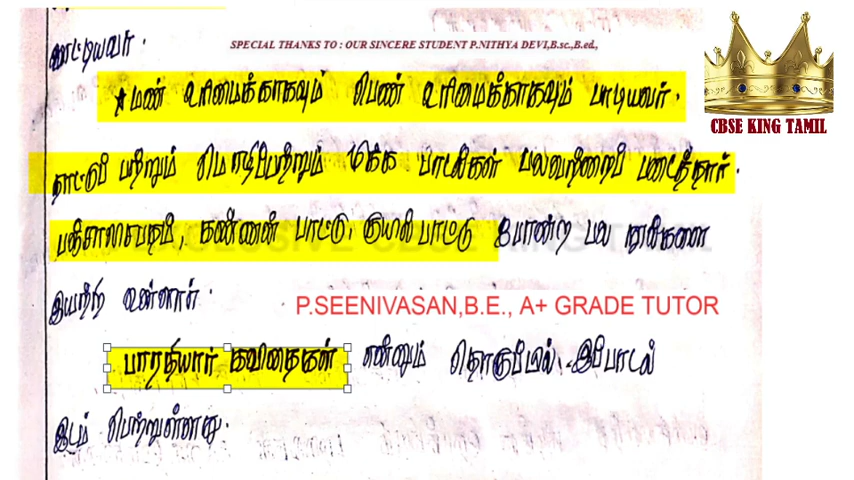 SPECIAL THANKS TO : OUR SINCERE STUDENT P.NITHYA DEVI,B.sc.,B.ed.,
CBSE KING TAMIL
★ மண் உரிமைக்காகவும் பெண் உரிமைக்காகவும் பாடியவர்.
நாட்டுப் பற்றும் மொழிப்பற்றும் மிக்க பாடல்கள் பலவற்றைப் படைத்தார்.
பாஞ்சாலிசபதம், கண்ணன் பாட்டு, குயில் பாட்டு போன்ற பல நூல்களை
இயற்றி உள்ளார்.
P.SEENIVASAN,B.E., A+ GRADE TUTOR
பாரதியார் கவிதைகள் என்னும் தொகுப்பில் இப்பாடல்
இடம் பெற்றுள்ளது.